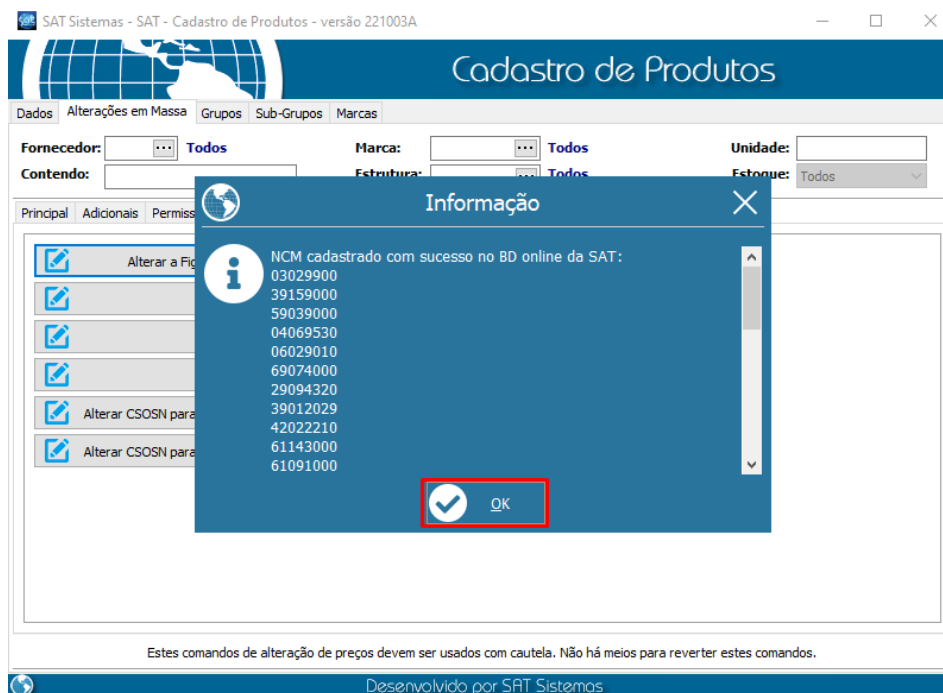 SAT Sistemas - SAT - Cadastro de Produtos - versão 221003A
Cadastro de Produtos
Dados Alterações em Massa Grupos Sub-Grupos Marcas
Fornecedor: ... Todos Marca: ... Todos Unidade:
Contendo: Estrutura: ... Todos Estoque: Todos
Principal Adicionais
Informação
Alterar a
NCM cadastrado com sucesso no BD online da SAT:
03029900
39159000
59039000
04069530
06029010
69074000
29094320
39012029
Alterar CSOSN para
42022210
61143000
Alterar CSOSN para
61091000
OK
Estes comandos de alteração de preços devem ser usados com cautela. Não há meios para reverter estes comandos.
Desenvolvido por SAT Sistemas